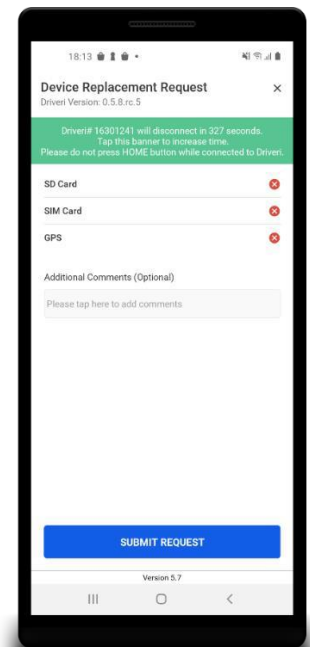 18:13
Device Replacement Request
Driveri Version: 0.5.8.rc.5
Driveri# 16301241 will disconnect in 327 seconds.
Tap this banner to increase time.
Please do not press HOME button while connected to Driveri.
SD Card
SIM Card
GPS
Additional Comments (Optional)
Please tap here to add comments
SUBMIT REQUEST
Version 5.7